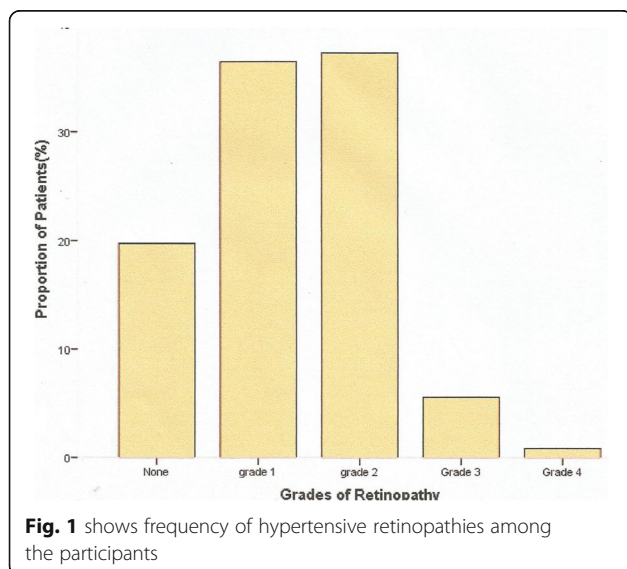 30
Proportion of Patients(%)
20
10
0
None grade 1 grade 2 Grade 3 Grade 4
Grades of Retinopathy
Fig. 1 shows frequency of hypertensive retinopathies among
the participants